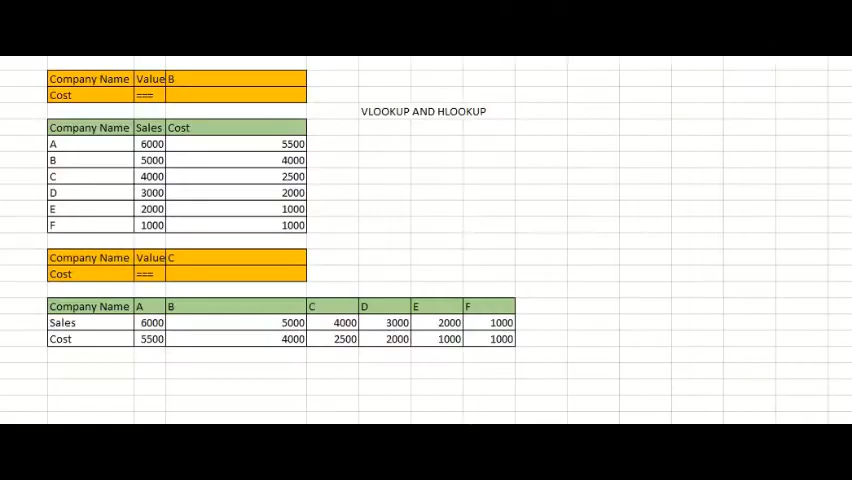 Company Name Value B
Cost ===
VLOOKUP AND HLOOKUP
Company Name Sales Cost
A 6000 5500
B 5000 4000
C 4000 2500
D 3000 2000
E 2000 1000
F 1000 1000
Company Name Value C
Cost ===
Company Name A B C D E F
Sales 6000 5000 4000 3000 2000 1000
Cost 5500 4000 2500 2000 1000 1000